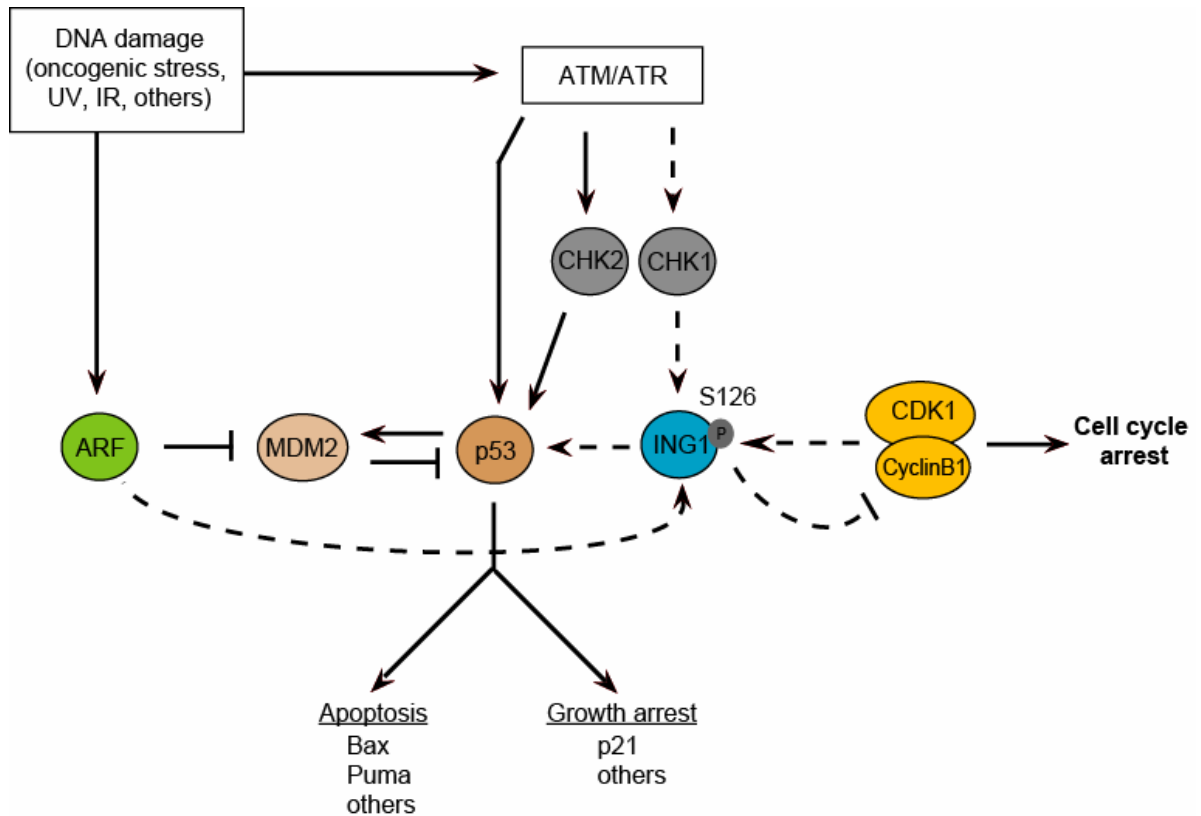 DNA damage
(oncogenic stress,
UV, IR, others)
ATM/ATR
CHK2
CHK1
S126
ARF
MDM2
p53
ING1
P
CDK1
CyclinB1
Cell cycle
arrest
Apoptosis
Bax
Puma
others
Growth arrest
p21
others